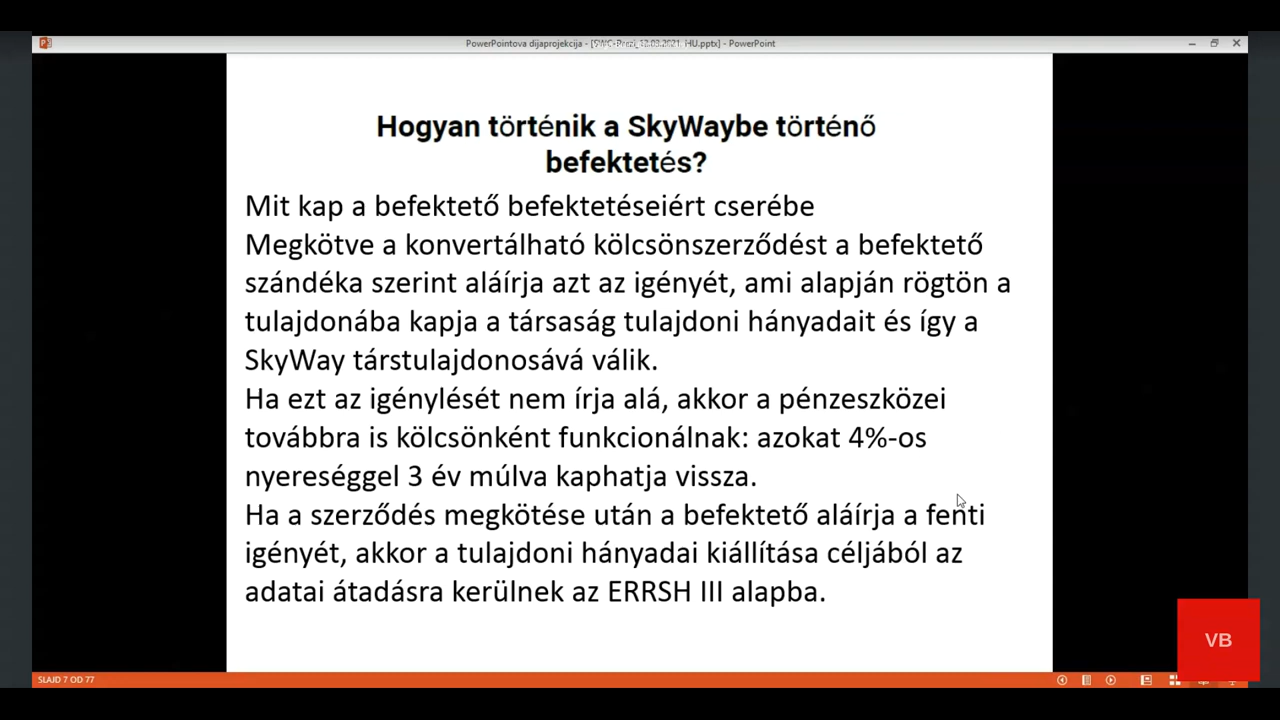 PowerPointova dijaprojekcija - [SWC-Brezi_12.03.2021. HU.pptx] - PowerPoint
Hogyan történik a SkyWaybe történő
befektetés?
Mit kap a befektető befektetéseiért cserébe
Megkötve a konvertálható kölcsönszerződést a befektető
szándéka szerint aláírja azt az igényét, ami alapján rögtön a
tulajdonába kapja a társaság tulajdoni hányadait és így a
SkyWay társtulajdonosává válik.
Ha ezt az igénylését nem írja alá, akkor a pénzeszközei
továbbra is kölcsönként funkcionálnak: azokat 4%-os
nyereséggel 3 év múlva kaphatja vissza.
Ha a szerződés megkötése után a befektető aláírja a fenti
igényét, akkor a tulajdoni hányadai kiállítása céljából az
adatai átadásra kerülnek az ERRSH III alapba.
VB
SLAJD 7 OD 77